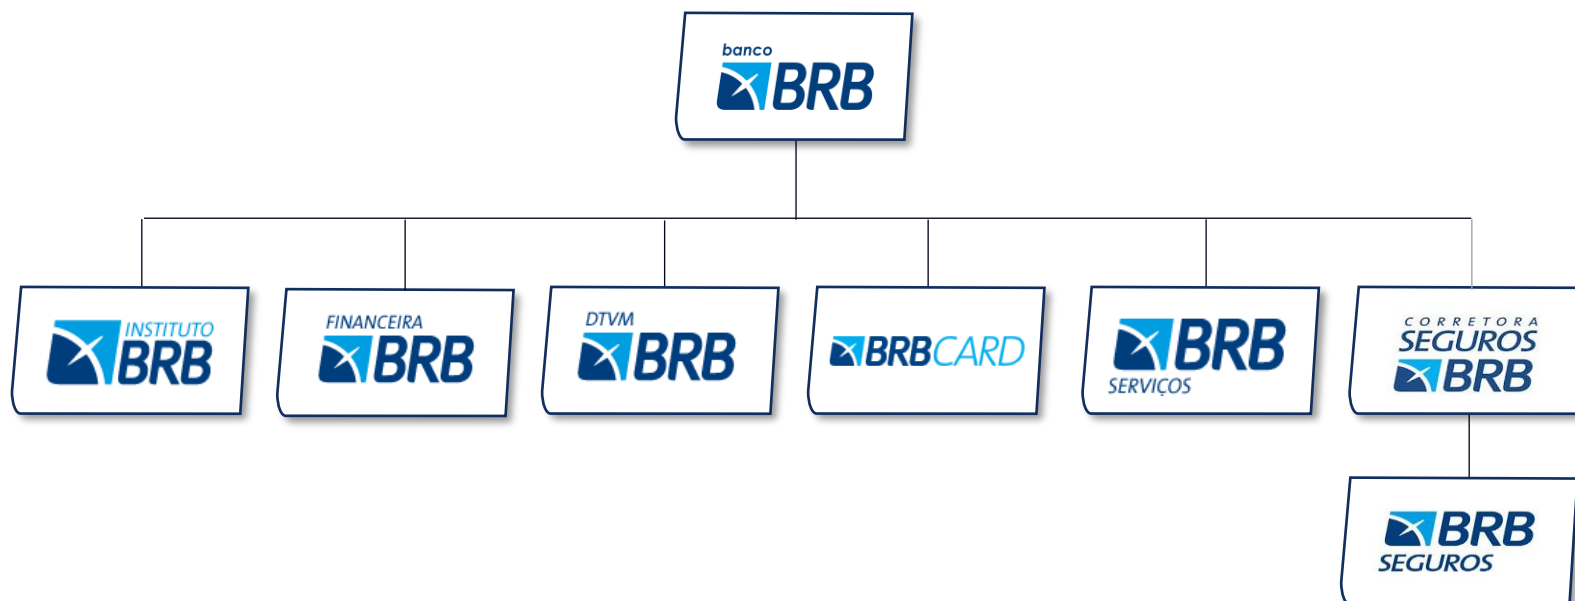 banco
BRB
INSTITUTO
BRB
FINANCEIRA
BRB
DTVM
BRB
BRBCARD
BRB
SERVIÇOS
CORRETORA
SEGUROS
BRB
BRB
SEGUROS